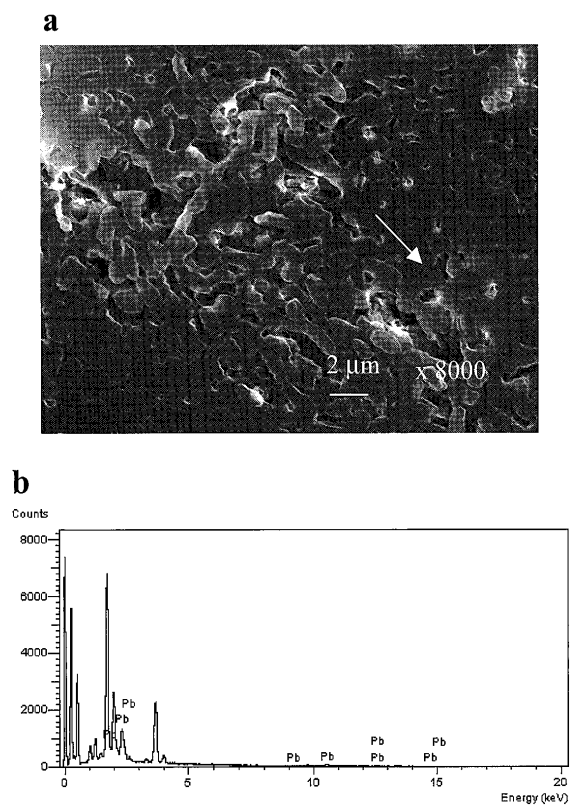 a
2 µm x 8000
b
Counts
8000
6000
4000
2000
0
Pb
Pb
Pb Pb
Pb Pb Pb Pb
0 5 10 15 20
Energy (keV)